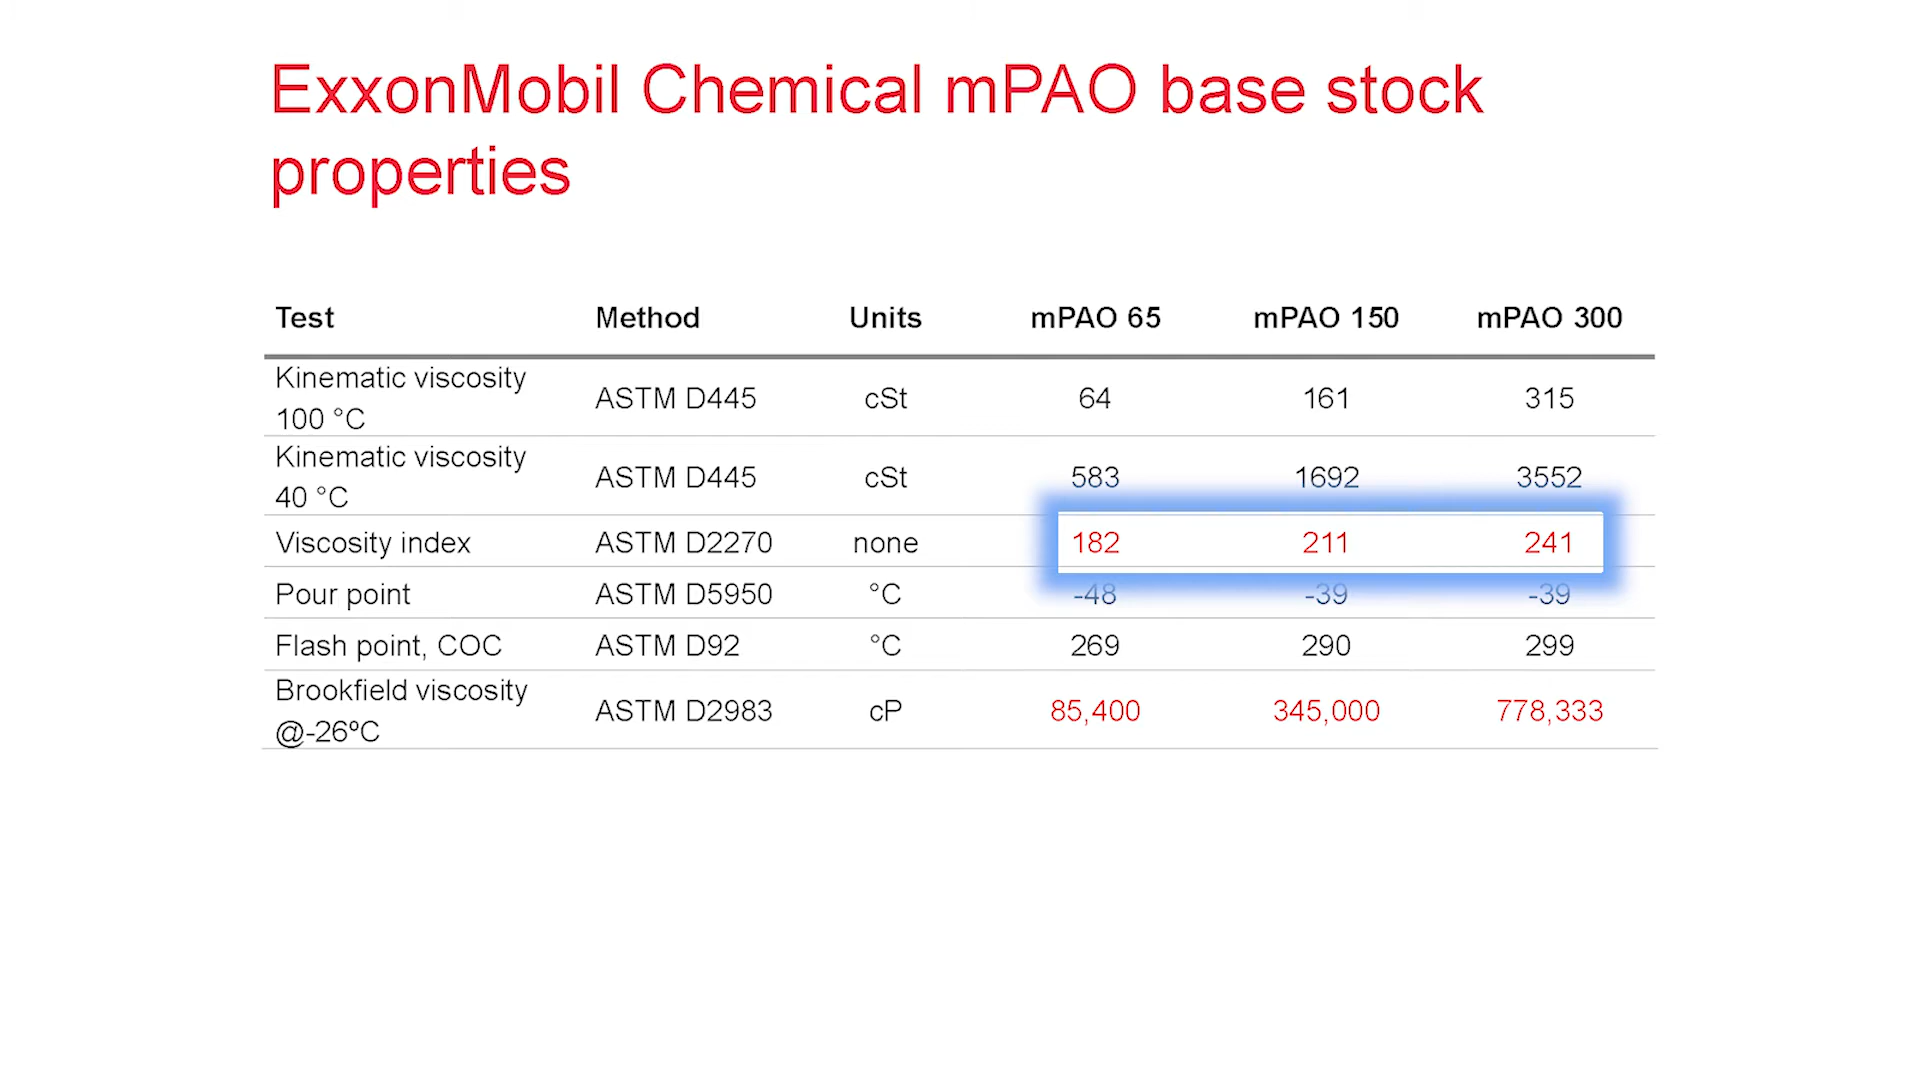 ExxonMobil Chemical mPAO base stock
properties
Test Method Units mPAO 65 mPAO 150 mPAO 300
Kinematic viscosity
100 °C ASTM D445 cSt 64 161 315
Kinematic viscosity
40 °C ASTM D445 cSt 583 1692 3552
Viscosity index ASTM D2270 none 182 211 241
Pour point ASTM D5950 °C -48 -39 -39
Flash point, COC ASTM D92 °C 269 290 299
Brookfield viscosity
@-26ºC ASTM D2983 cP 85,400 345,000 778,333